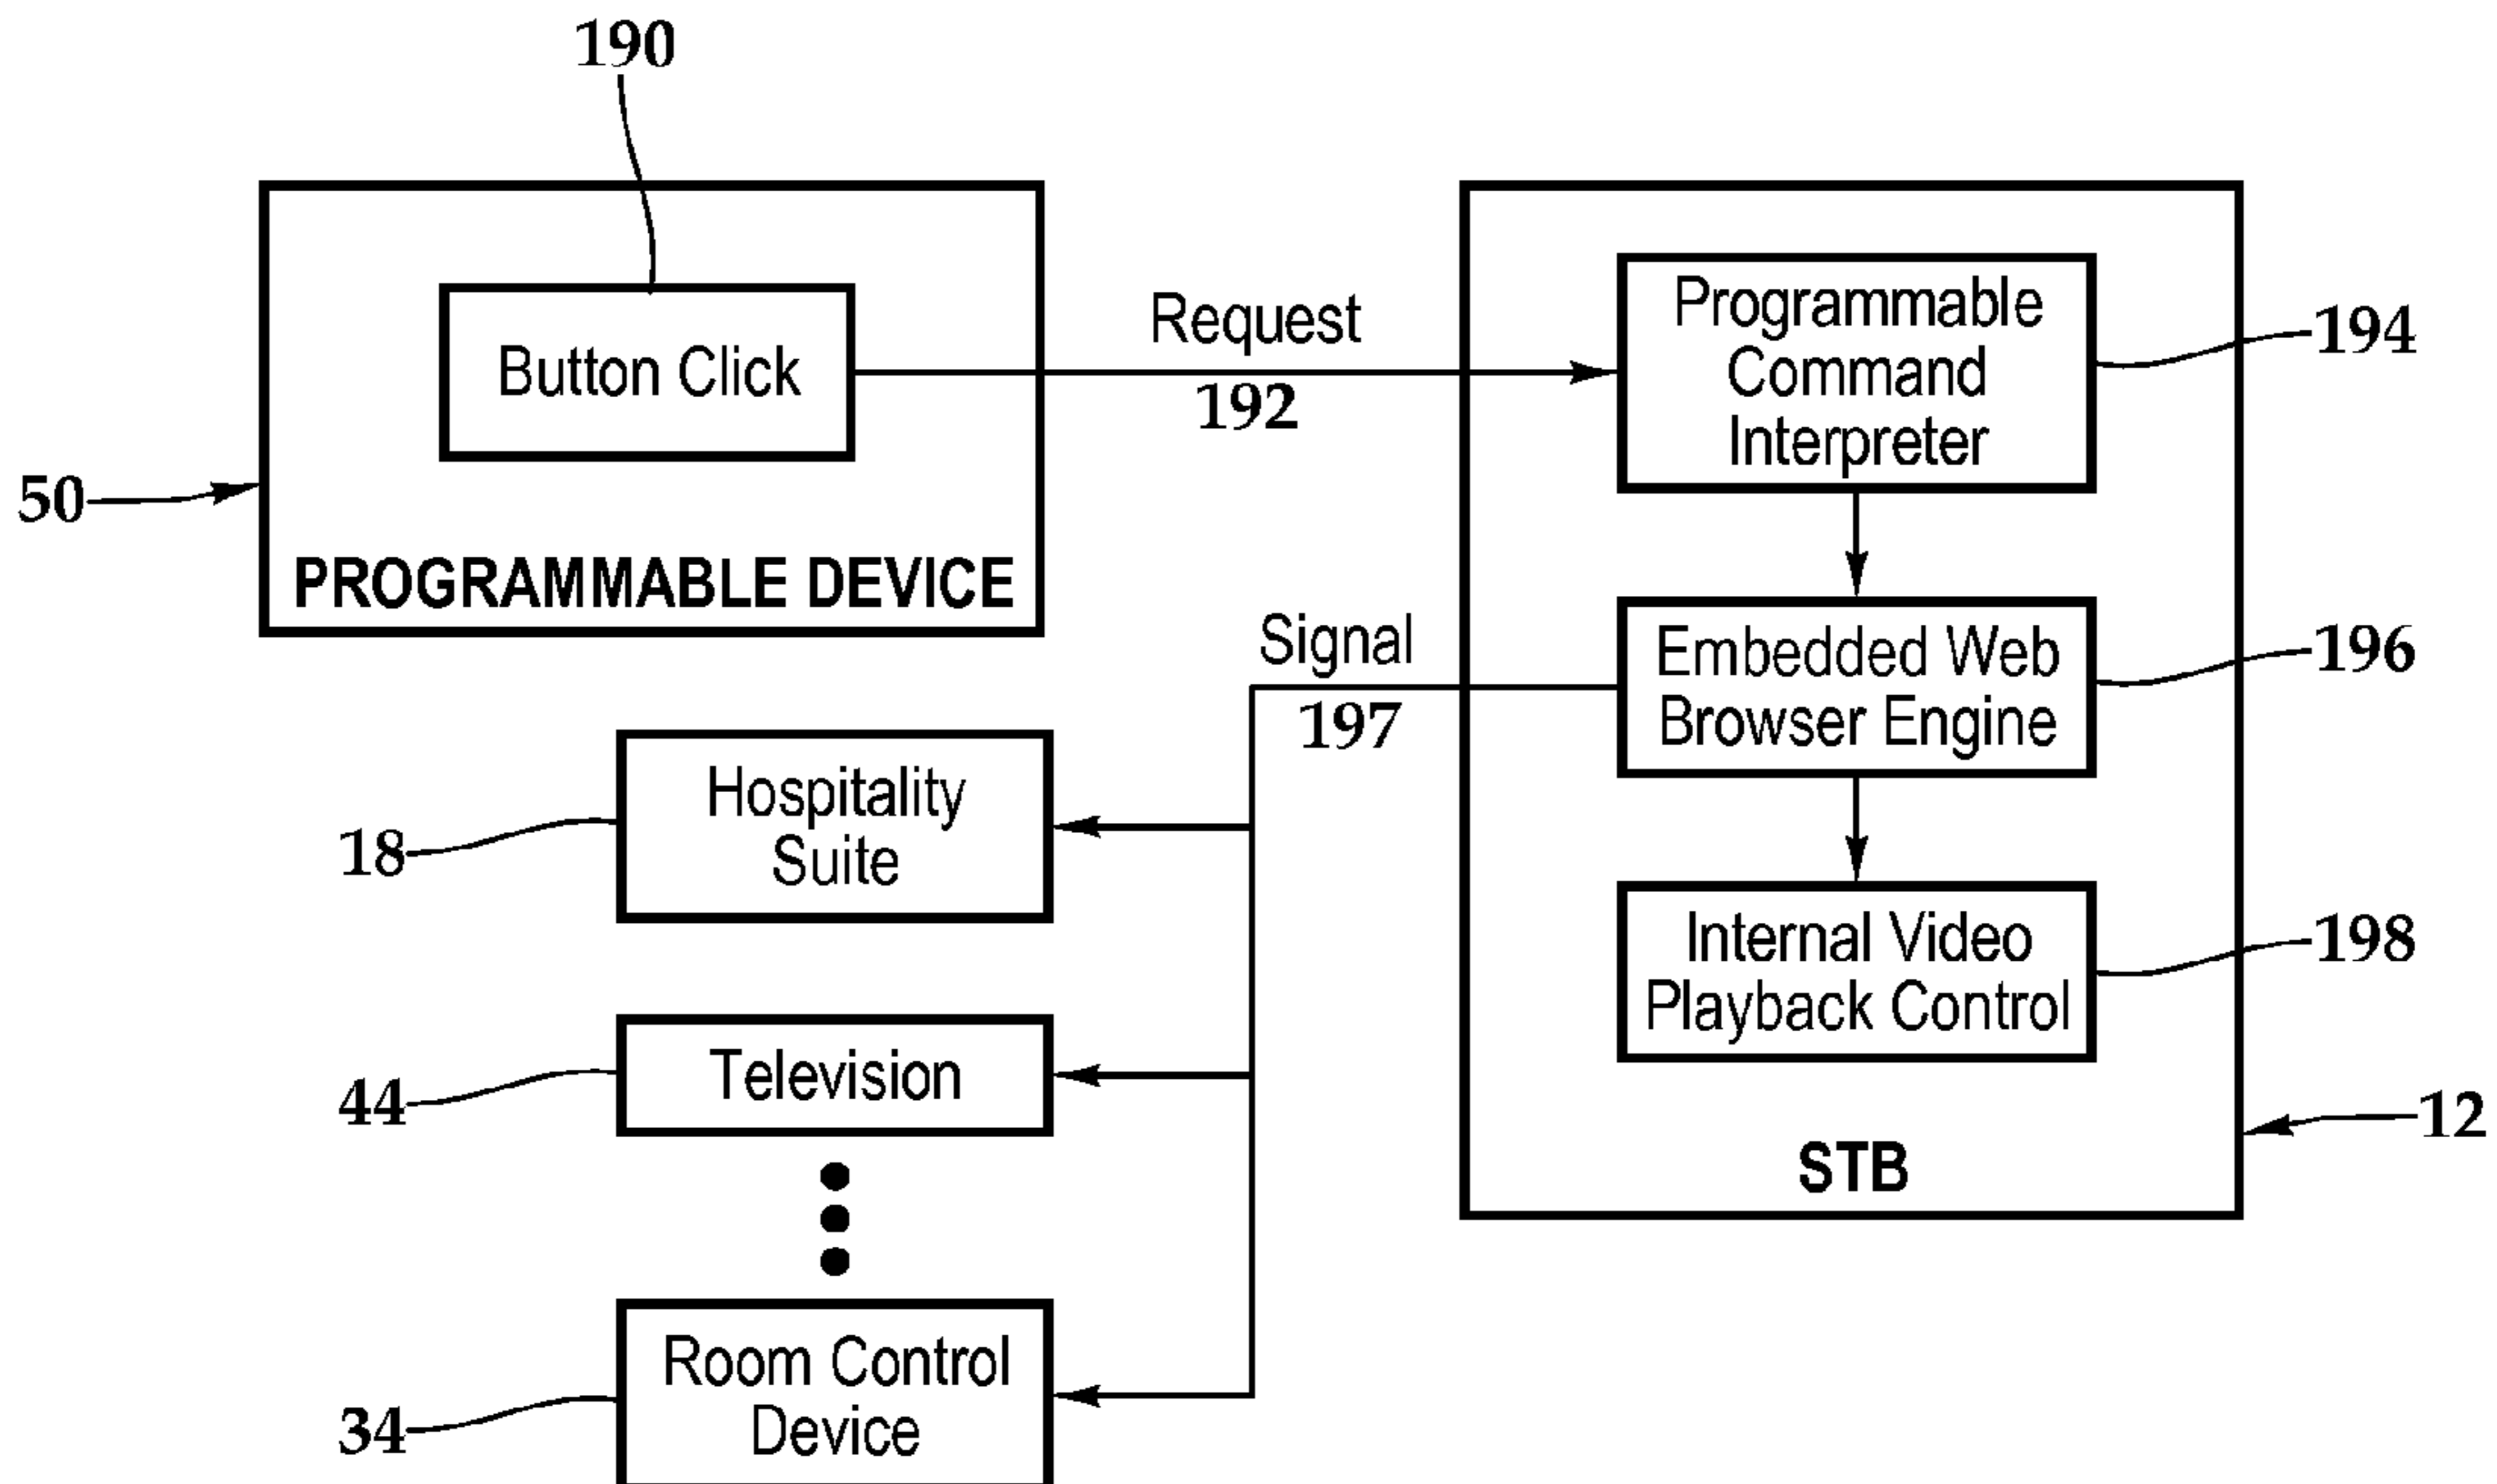 190
Button Click
PROGRAMMABLE DEVICE
50
Request
192
Programmable
Command
Interpreter
194
Embedded Web
Browser Engine
196
Signal
197
Internal Video
Playback Control
198
STB
12
Hospitality
Suite
18
Television
44
Room Control
Device
34